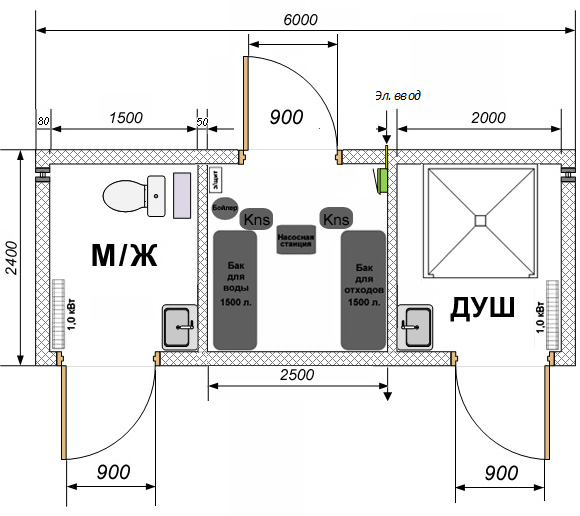 6000
900
Эл. ввод
80
1500
50
2000
2400
эл.щит
Бойлер
Kns
Kns
Насосная
станция
М/Ж
Бак
для
воды
1500 л.
Бак
для
отходов
1500 л.
ДУШ
1,0 кВт
1,0 кВт
2500
900
900